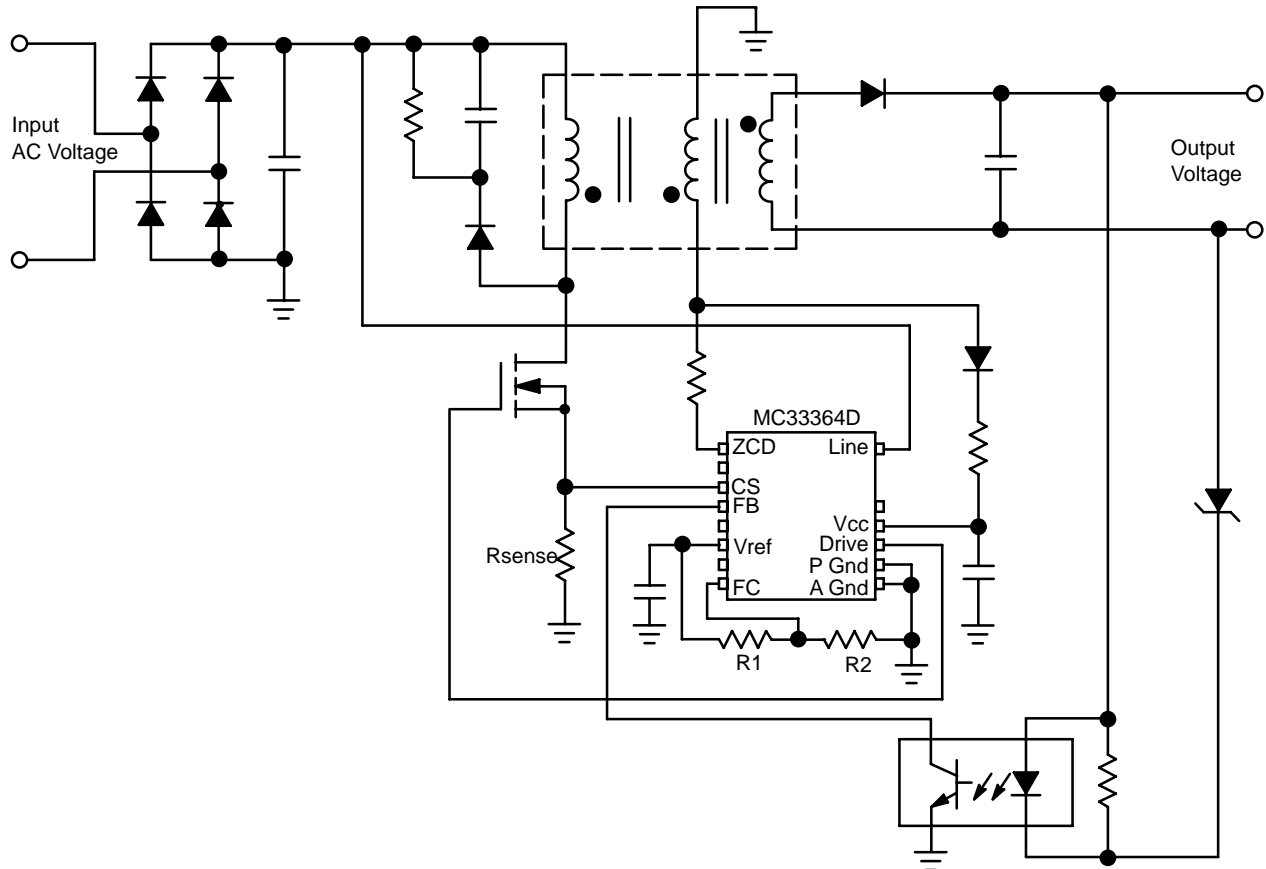 Input
AC Voltage
Output
Voltage
MC33364D
ZCD
Line
CS
FB
Vcc
Vref
Drive
P Gnd
FC
A Gnd
Rsense
R1
R2